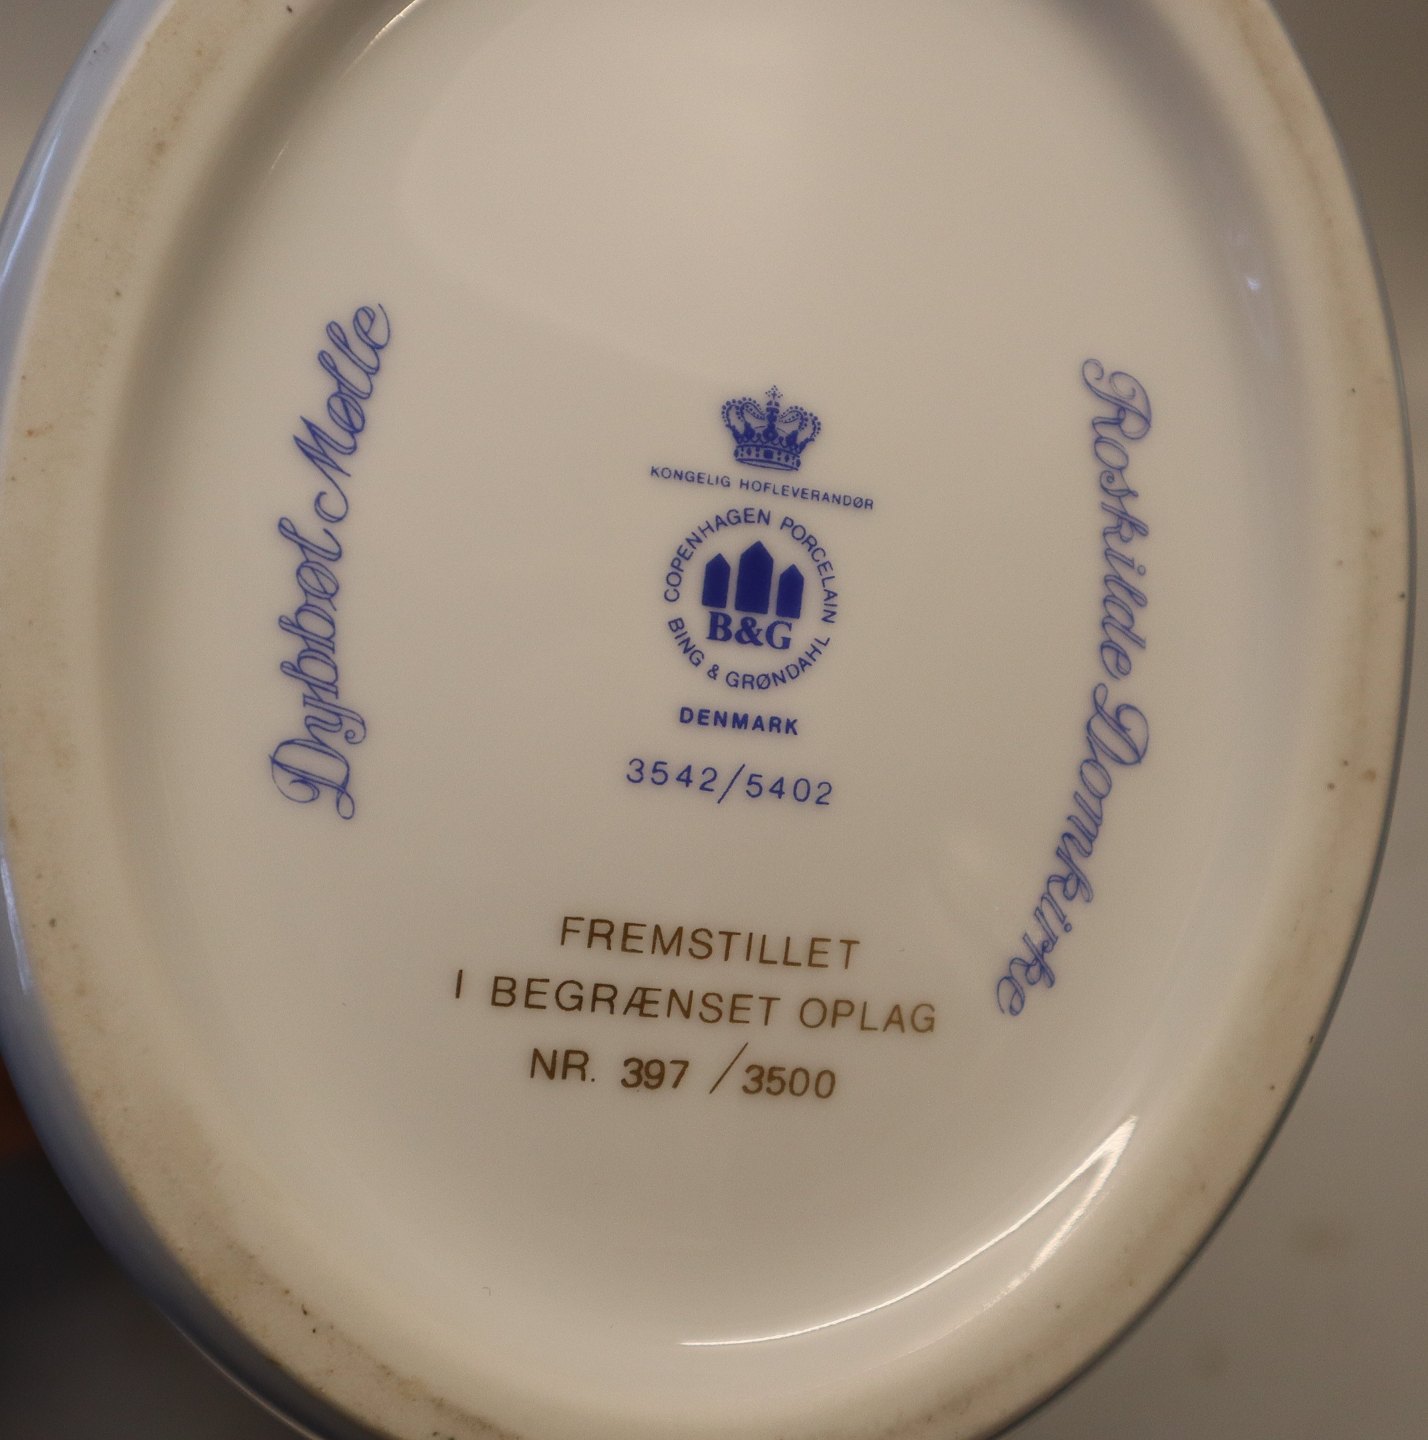 Dybbøl Mølle
KONGELIG HOFLEVERANDØR
COPENHAGEN PORCELAIN
B&G
BING & GRØNDAHL
DENMARK
3542/5402
Roskilde Domkirke
FREMSTILLET
I BEGRÆNSET OPLAG
NR. 397 /3500